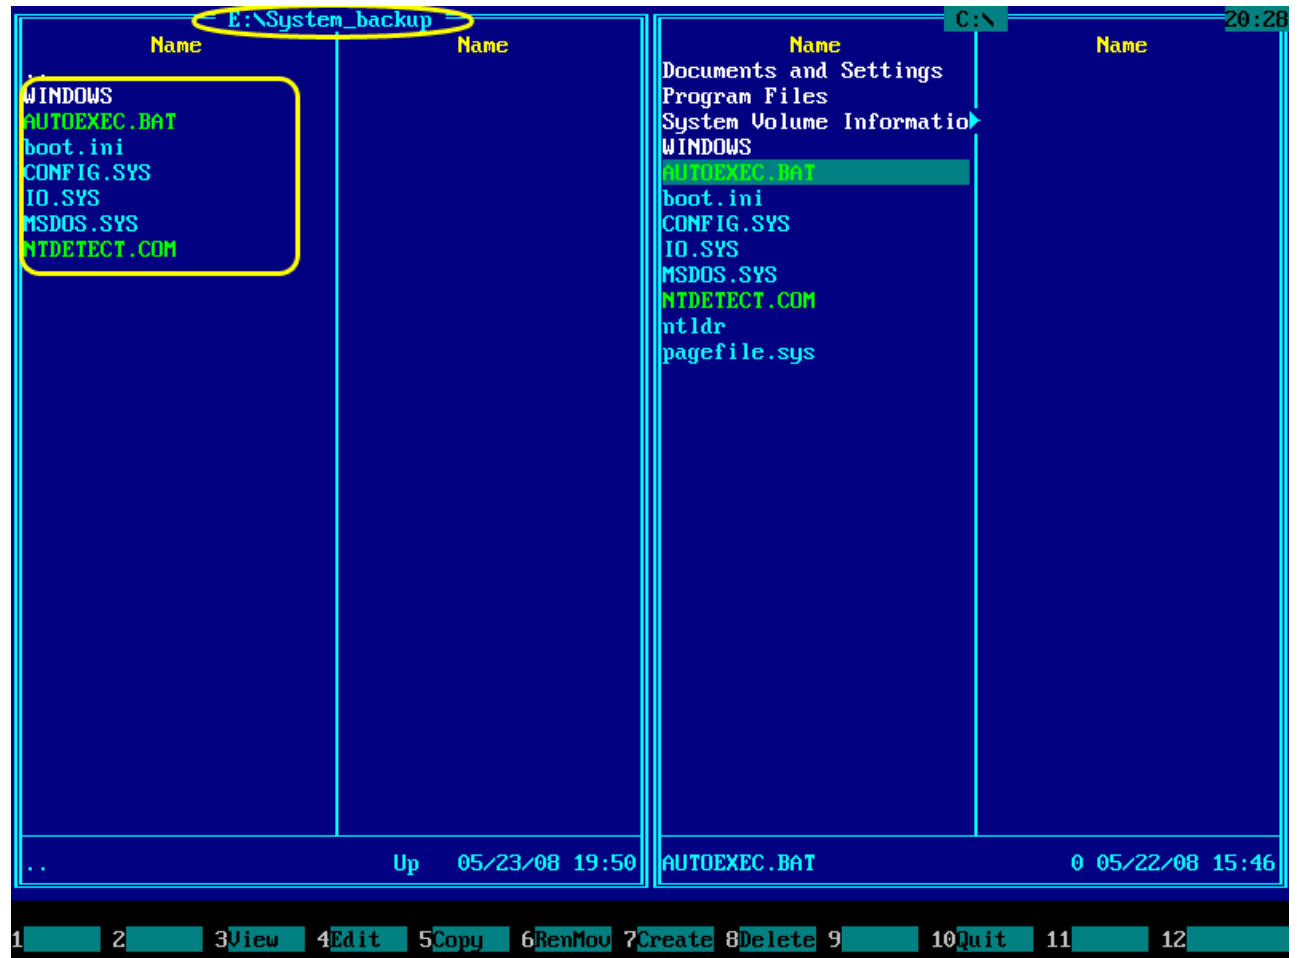 E:\System_backup
Name Name
..
WINDOWS
AUTOEXEC.BAT
boot.ini
CONFIG.SYS
IO.SYS
MSDOS.SYS
NTDETECT.COM
.. Up 05/23/08 19:50
C:\ 20:28
Name Name
Documents and Settings
Program Files
System Volume Informatio
WINDOWS
AUTOEXEC.BAT
boot.ini
CONFIG.SYS
IO.SYS
MSDOS.SYS
NTDETECT.COM
ntldr
pagefile.sys
AUTOEXEC.BAT 0 05/22/08 15:46
1 2 3View 4Edit 5Copy 6RenMov 7Create 8Delete 9 10Quit 11 12